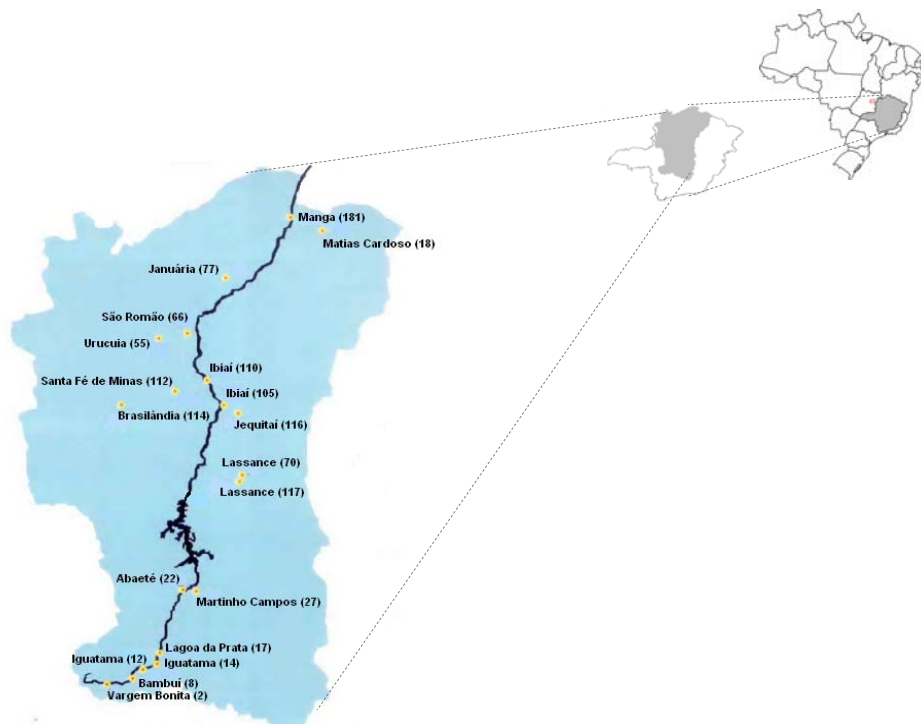 Manga (181)
Matias Cardoso (18)
Januária (77)
São Romão (66)
Urucuia (55)
Ibiaí (110)
Santa Fé de Minas (112)
Ibiaí (105)
Brasilândia (114)
Jequitaí (116)
Lassance (70)
Lassance (117)
Abaeté (22)
Martinho Campos (27)
Lagoa da Prata (17)
Iguatama (12)
Iguatama (14)
Bambuí (8)
Vargem Bonita (2)